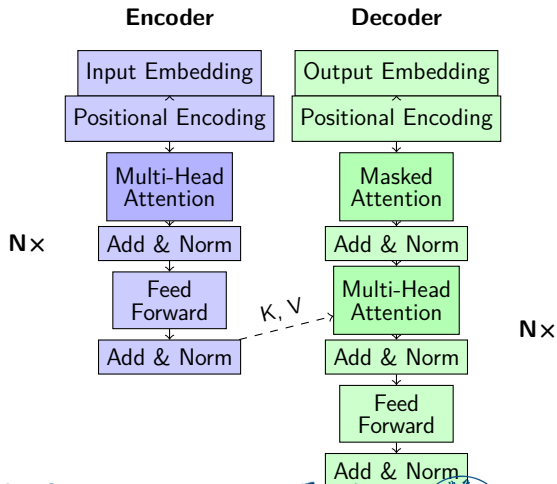 Encoder
Decoder
Input Embedding
Positional Encoding
Multi-Head
Attention
Add & Norm
Feed
Forward
Add & Norm
N×
K, V
Output Embedding
Positional Encoding
Masked
Attention
Add & Norm
Multi-Head
Attention
Add & Norm
Feed
Forward
Add & Norm
N×